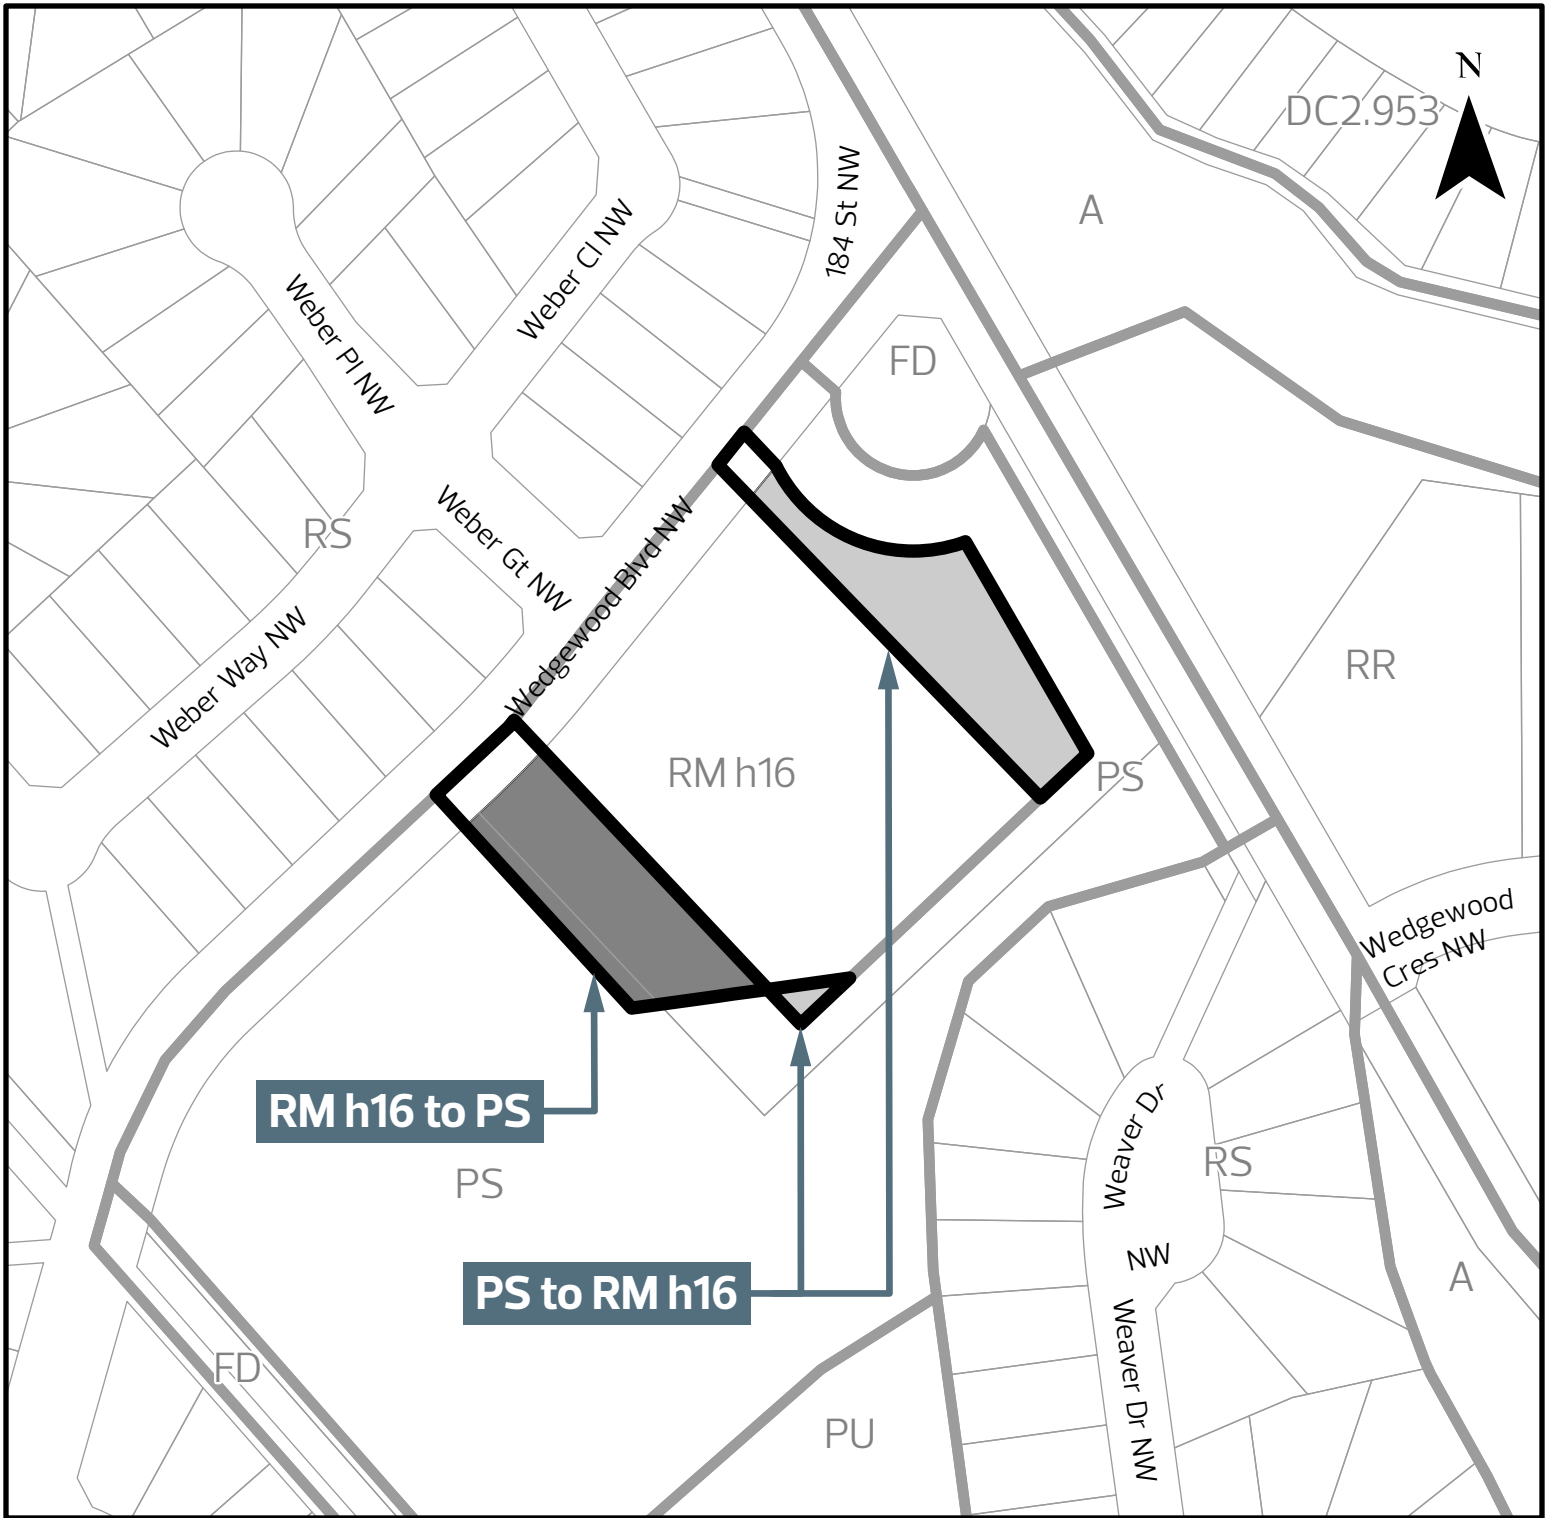 N
DC2.953
184 St NW
A
Weber Cl NW
Weber Pl NW
FD
Weber Gt NW
RS
Wedgewood Blvd NW
Weber Way NW
RR
RM h16
PS
Wedgewood
Cres NW
RM h16 to PS
Weaver Dr
NW
RS
PS
A
PS to RM h16
FD
Weaver Dr NW
PU